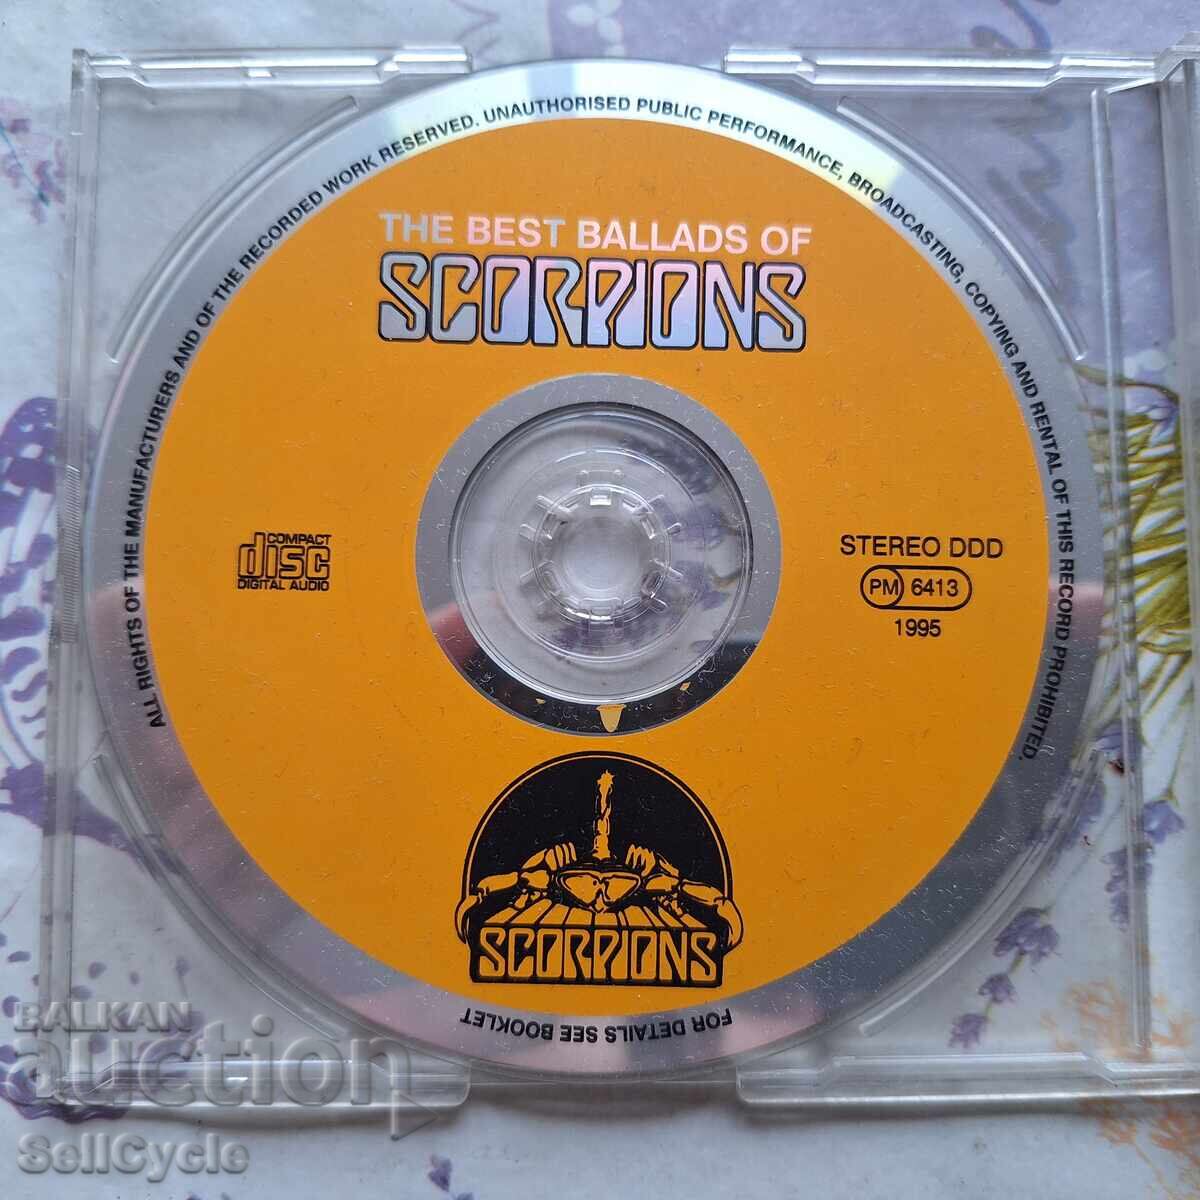 ALL RIGHTS OF THE MANUFACTURERS AND OF THE RECORDED WORK RESERVED. UNAUTHORISED PUBLIC PERFORMANCE, BROADCASTING, COPYING AND RENTAL OF THIS RECORD PROHIBITED.
THE BEST BALLADS OF
SCORPIONS
COMPACT
disc
DIGITAL AUDIO
STEREO DDD
PM 6413
1995
SCORPIONS
FOR DETAILS SEE BOOKLET
BALKAN
auction
SellCycle